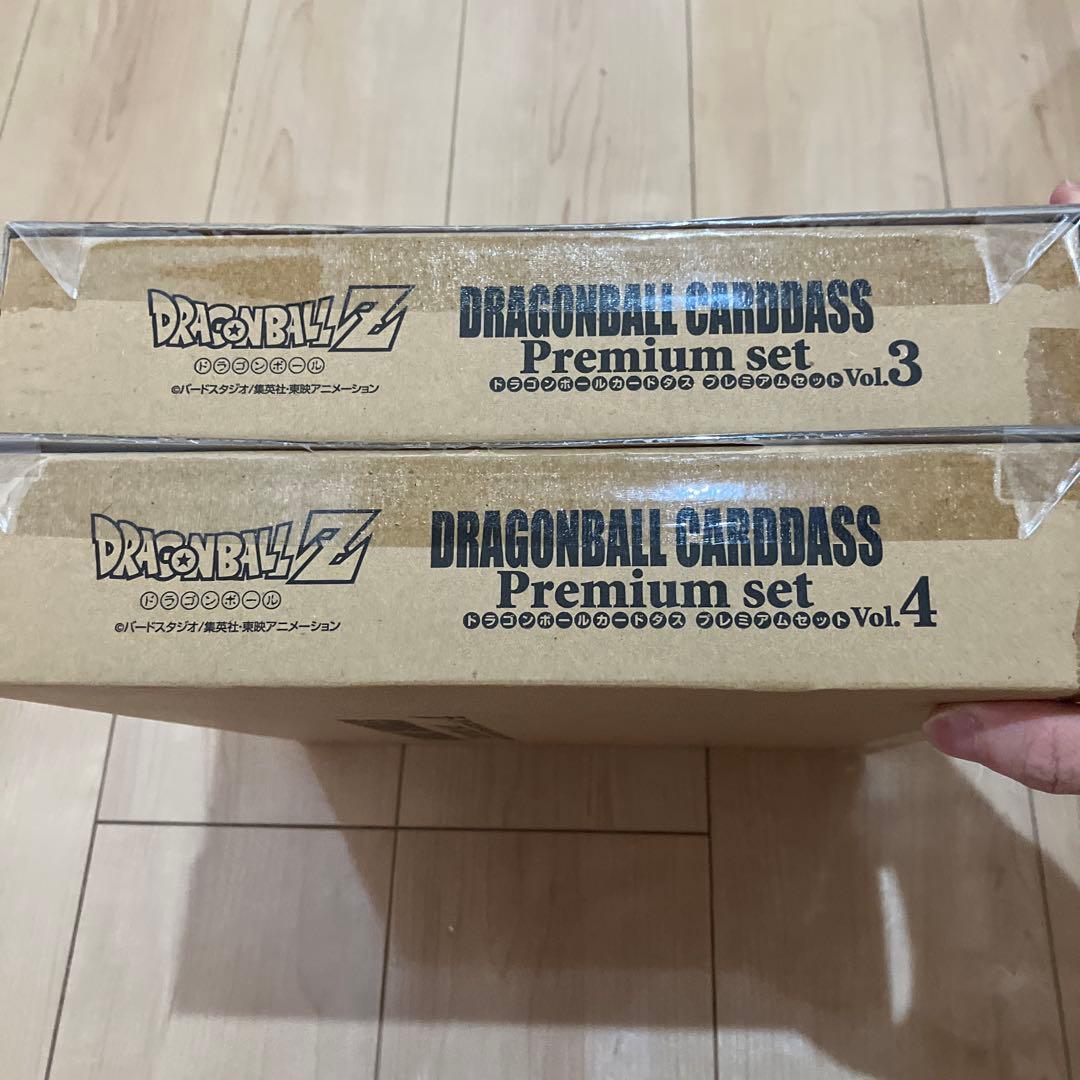 DRAGONBALL Z
ドラゴンボール
©バードスタジオ/集英社・東映アニメーション
DRAGONBALL CARDDASS
Premium set
ドラゴンボールカードダス プレミアムセット Vol.3
DRAGONBALL Z
ドラゴンボール
©バードスタジオ/集英社・東映アニメーション
DRAGONBALL CARDDASS
Premium set
ドラゴンボールカードダス プレミアムセット Vol.4